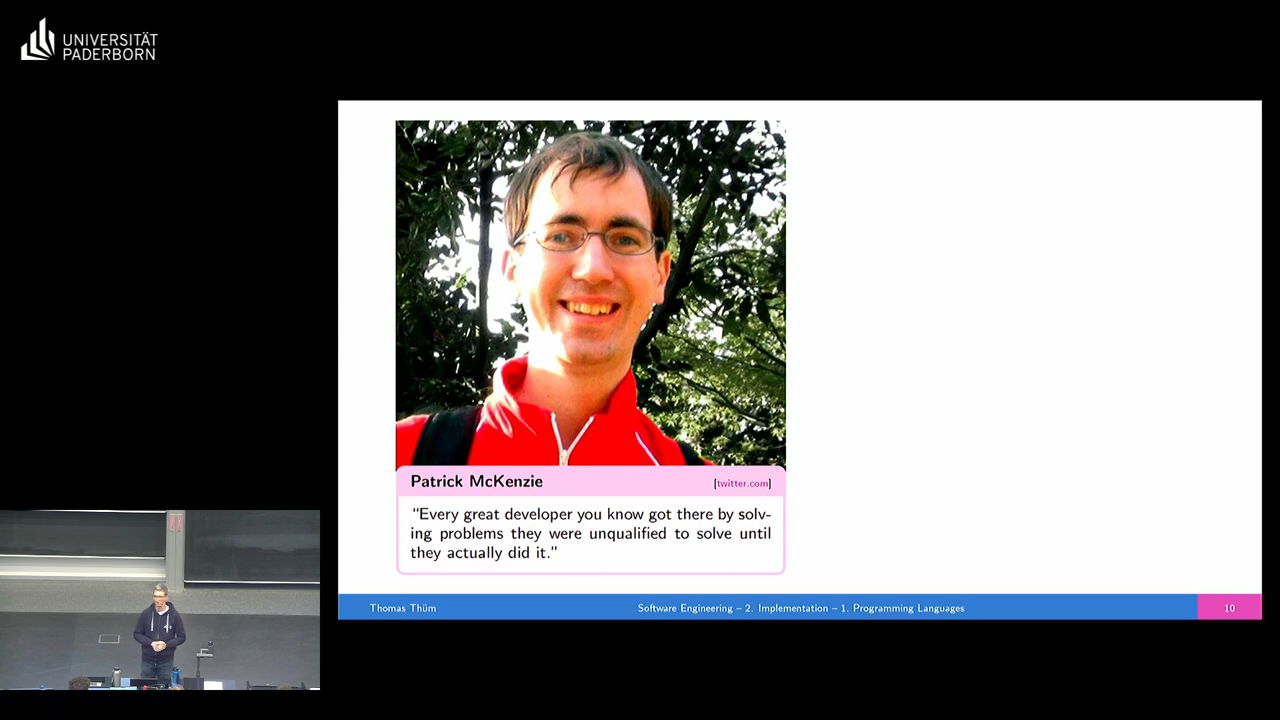 UNIVERSITÄT
PADERBORN
Patrick McKenzie [twitter.com]
“Every great developer you know got there by solv-
ing problems they were unqualified to solve until
they actually did it.”
Thomas Thüm Software Engineering – 2. Implementation – 1. Programming Languages 10